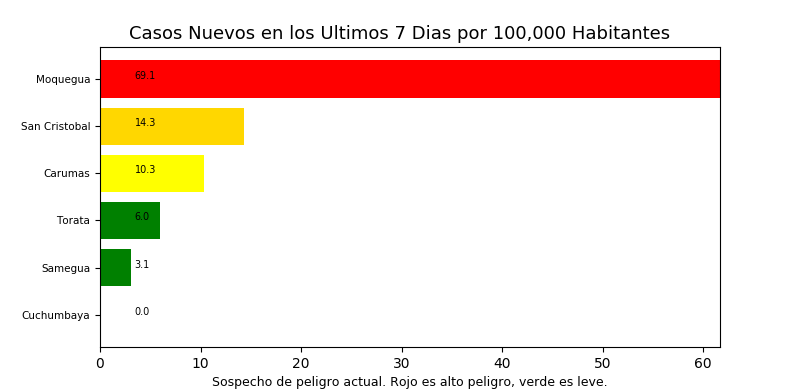 Casos Nuevos en los Ultimos 7 Dias por 100,000 Habitantes
Moquegua 69.1
San Cristobal 14.3
Carumas 10.3
Torata 6.0
Samegua 3.1
Cuchumbaya 0.0
0 10 20 30 40 50 60
Sospecho de peligro actual. Rojo es alto peligro, verde es leve.